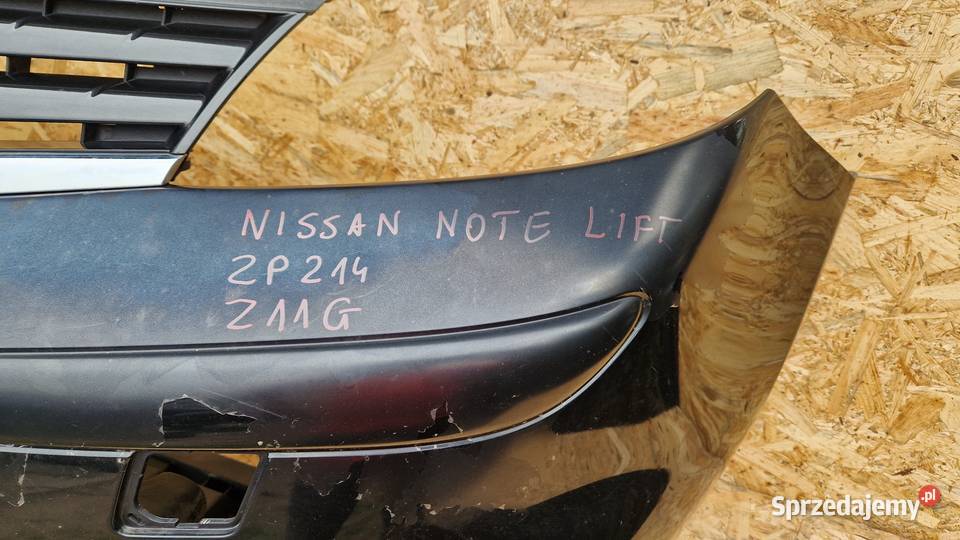 NISSAN NOTE LIFT
ZP214
Z11G
Sprzedajemy.pl